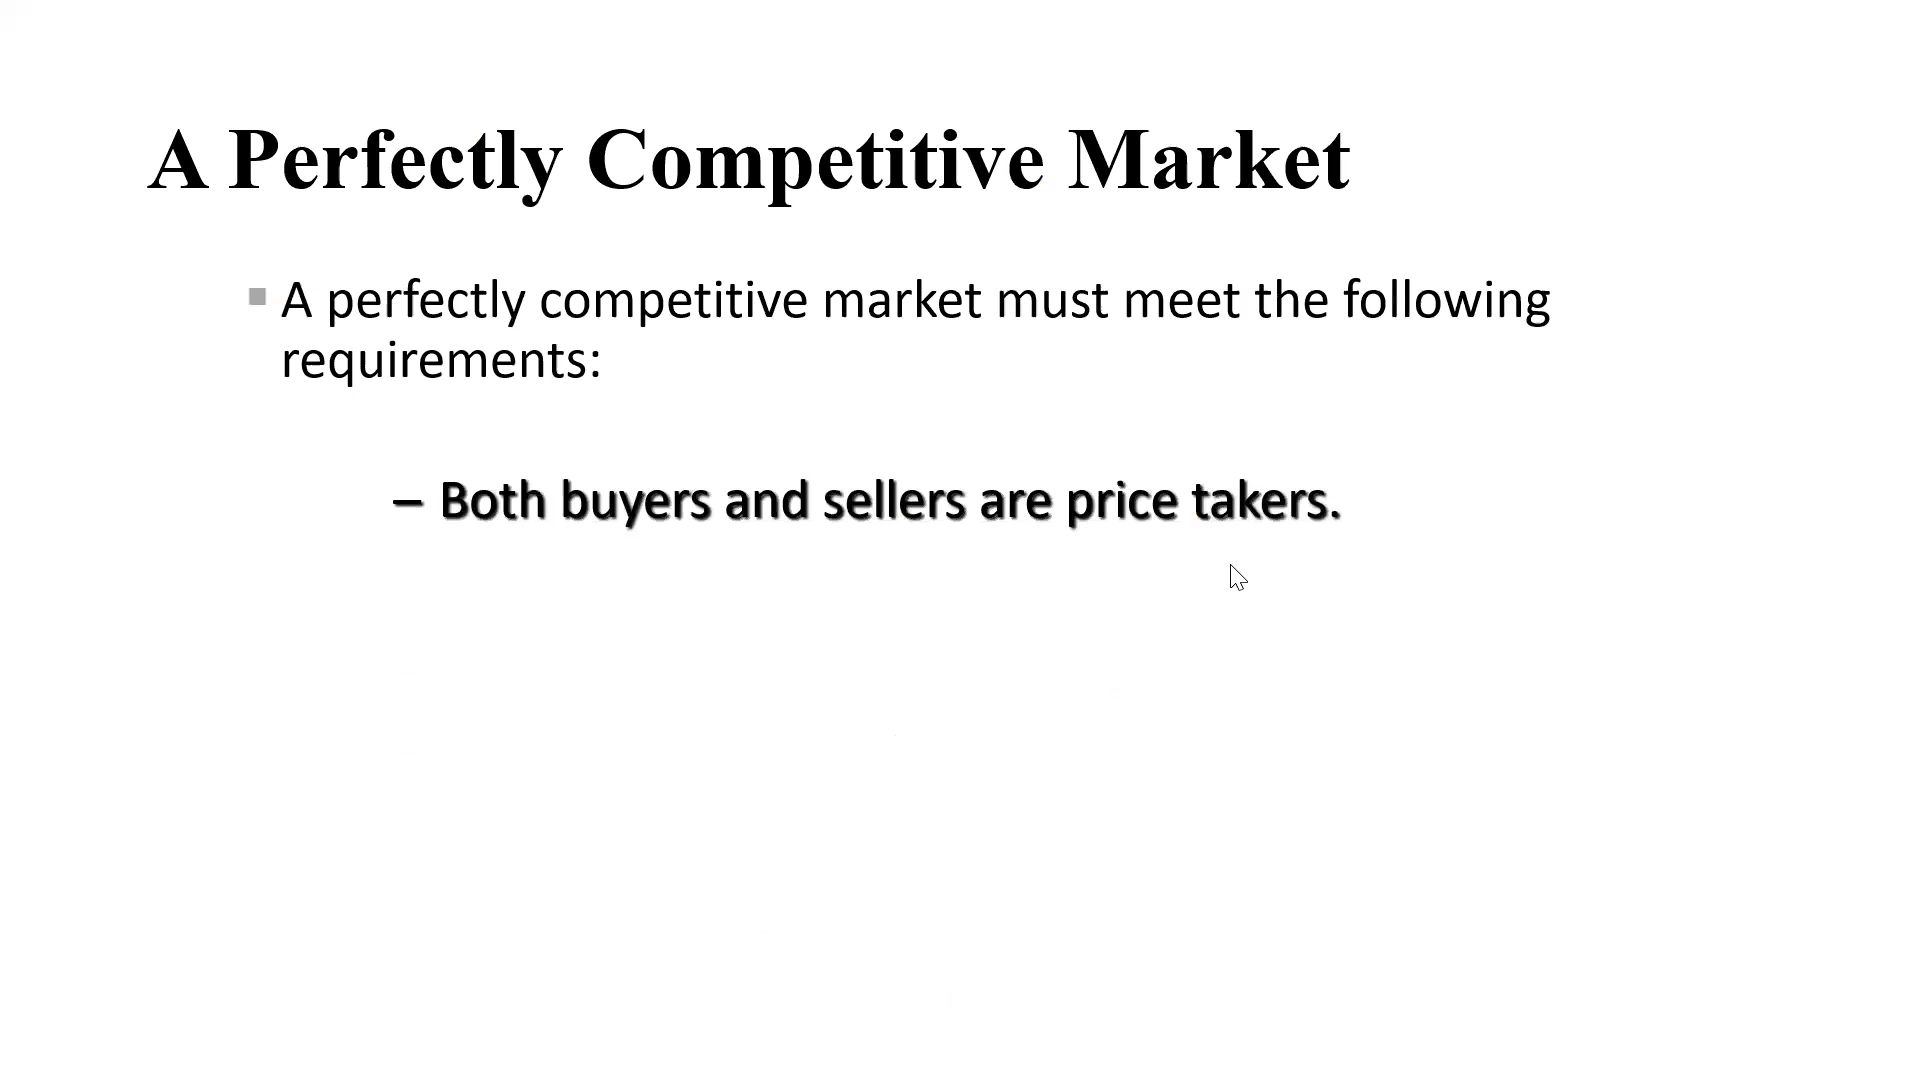 A Perfectly Competitive Market
▪ A perfectly competitive market must meet the following
requirements:
– Both buyers and sellers are price takers.